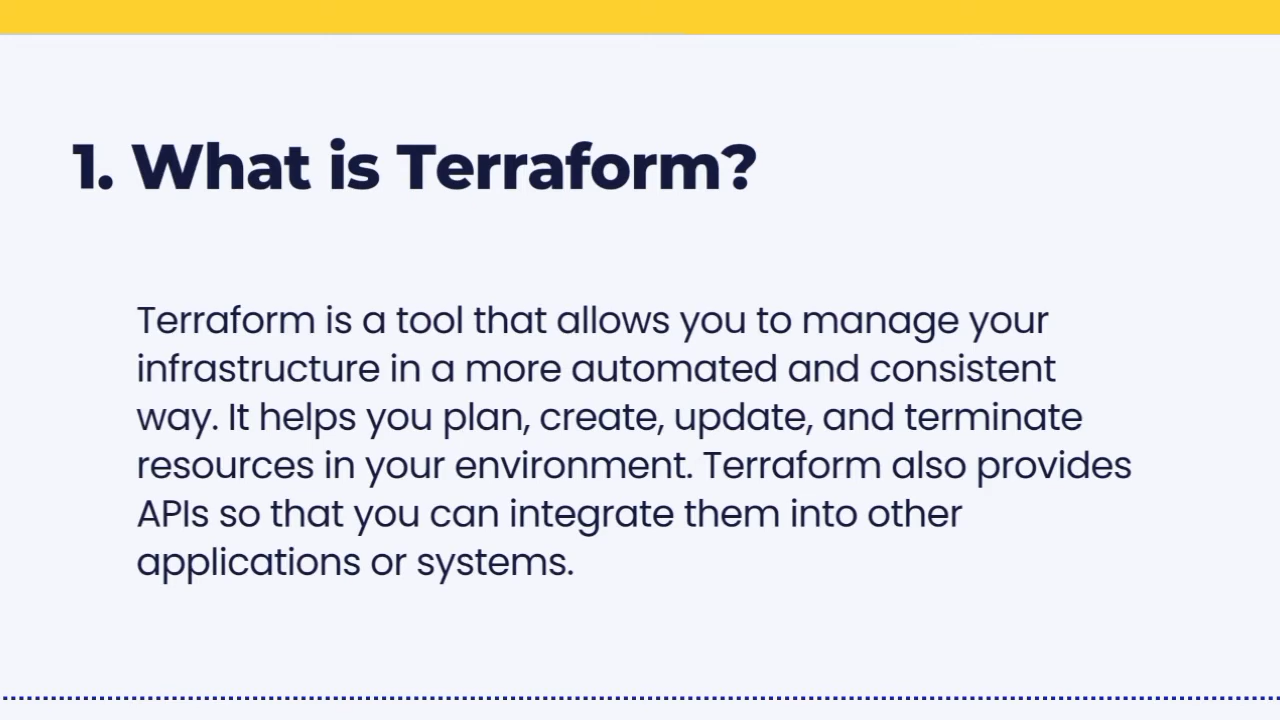 1. What is Terraform?
Terraform is a tool that allows you to manage your
infrastructure in a more automated and consistent
way. It helps you plan, create, update, and terminate
resources in your environment. Terraform also provides
APIs so that you can integrate them into other
applications or systems.